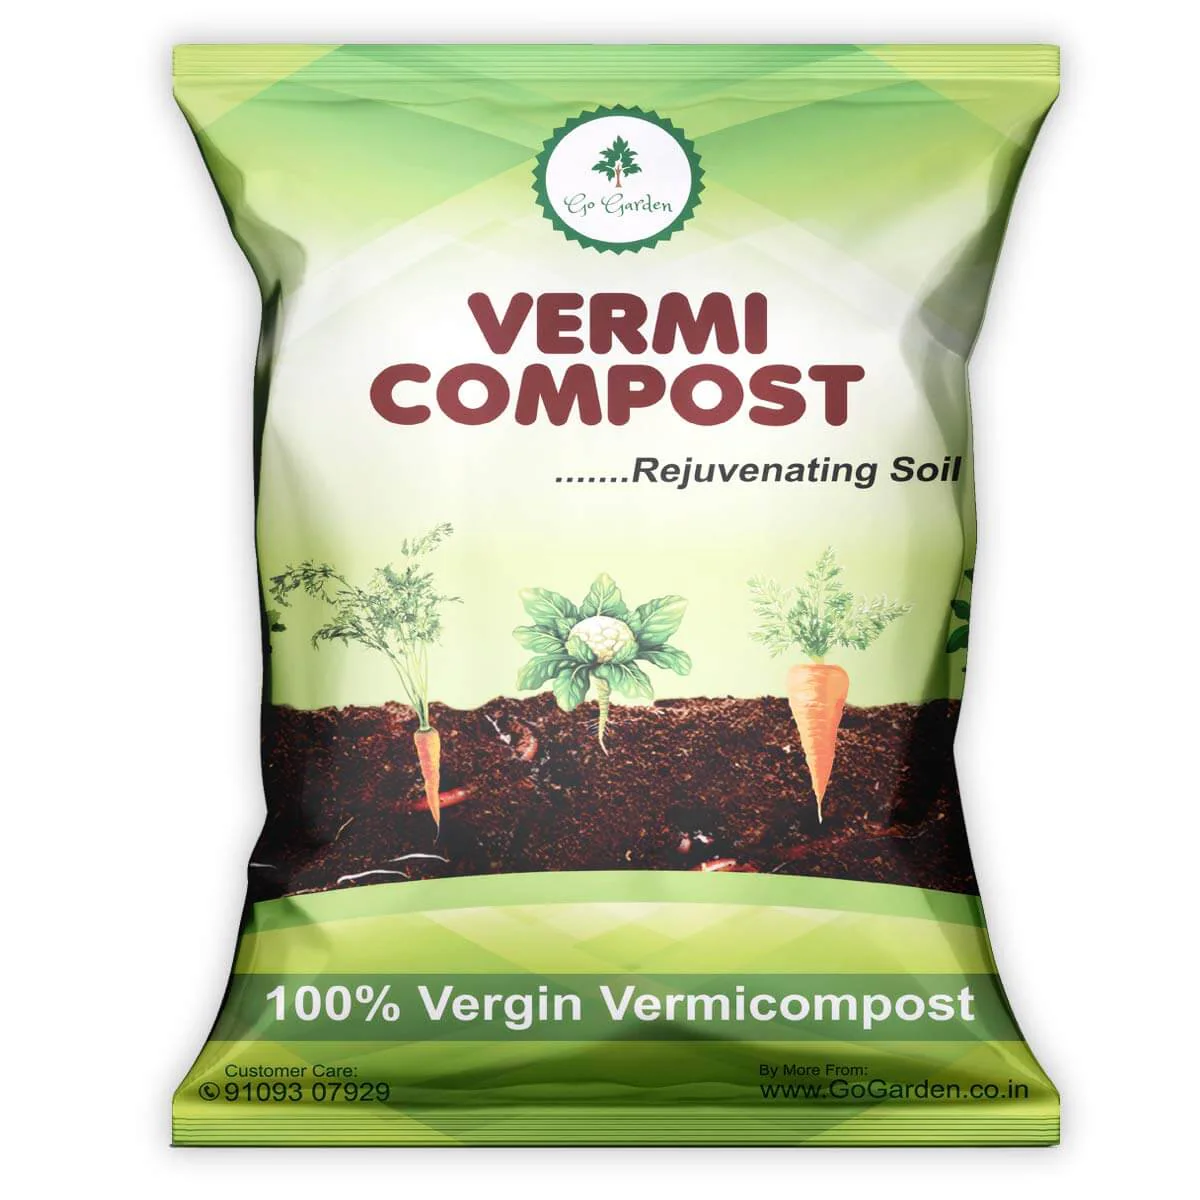 Go Garden
VERMI
COMPOST
.......Rejuvenating Soil
100% Vergin Vermicompost
Customer Care:
91093 07929
By More From:
www.GoGarden.co.in